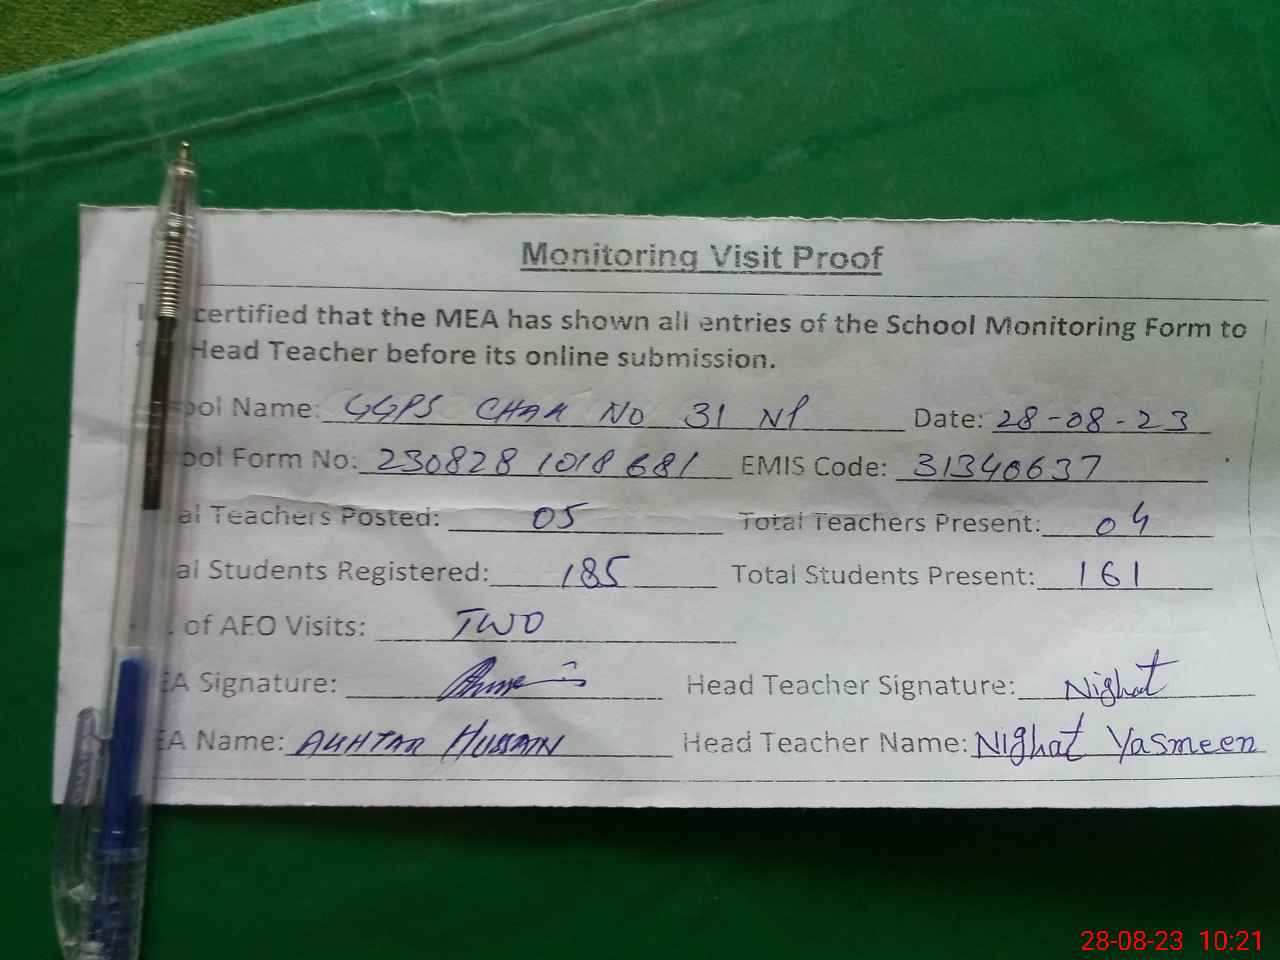 Monitoring Visit Proof
certified that the MEA has shown all entries of the School Monitoring Form to
Head Teacher before its online submission.
ool Name: GGPS CHAK NO 31 NP Date: 28-08-23
ool Form No: 230828 1018 681 EMIS Code: 31340637
al Teachers Posted: 05 Total Teachers Present: 04
al Students Registered: 185 Total Students Present: 161
of AEO Visits: TWO
EA Signature: Head Teacher Signature: Nighat
EA Name: AKHTAR HUSSAIN Head Teacher Name: Nighat Yasmeen
28-08-23 10:21